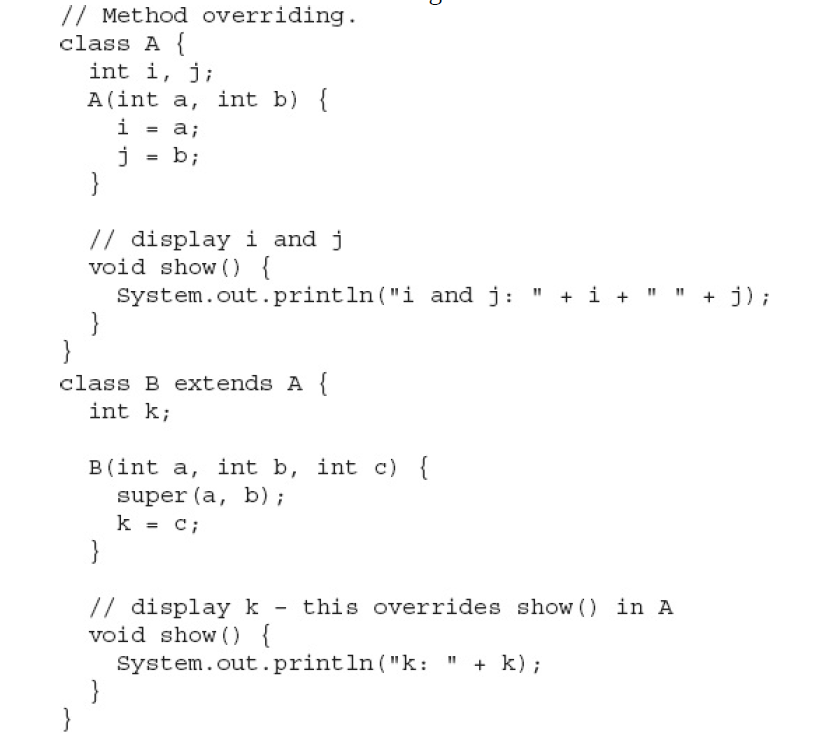 // Method overriding.
class A {
  int i, j;
  A(int a, int b) {
    i = a;
    j = b;
  }

  // display i and j
  void show() {
    System.out.println("i and j: " + i + " " + j);
  }
}
class B extends A {
  int k;

  B(int a, int b, int c) {
    super(a, b);
    k = c;
  }

  // display k – this overrides show() in A
  void show() {
    System.out.println("k: " + k);
  }
}